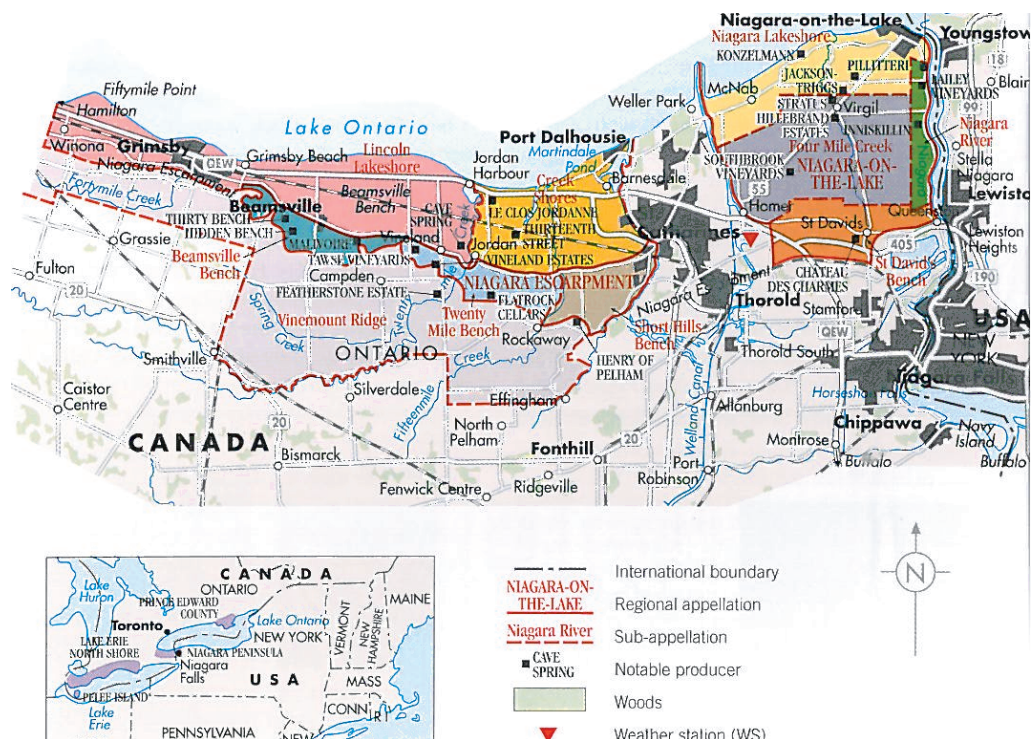 Niagara-on-the-Lake
Youngstow
Niagara Lakeshore
KONZELMANN
PILLITTERI
18
Blair
Fiftymile Point
JACKSON-
TRIGGS
LAILEY
VINEYARDS
McNab
Hamilton
Weller Park
STRATUS
Virgil
99
HILLEBRAND
ESTATES
Winona
Lake Ontario
Port Dalhousie
INNISKILLIN
Niagara
River
Grimsby
QEW
Grimsby Beach
Lincoln
Lakeshore
Martindale
Pond
Four Mile Creek
Stella
Niagara
Niagara Escarpment
Jordan
Harbour
SOUTHBROOK
VINEYARDS
NIAGARA-ON-
THE-LAKE
Fortymile Creek
Beamsville
Bench
Creek
Shores
Barnesdale
55
Lewiston
Beamsville
CAVE
SPRING
LE CLOS JORDANNE
Homer
Queenston
THIRTY BENCH
HIDDEN BENCH
THIRTEENTH
STREET
St Davids
Lewiston
Heights
Grassie
MALIVOIRE
Vineland
Jordan
Catharines
405
Beamsville
Bench
TAWSE VINEYARDS
VINELAND ESTATES
St David's
Bench
Fulton
Campden
NIAGARA ESCARPMENT
CHÂTEAU
DES CHARMES
190
20
FEATHERSTONE ESTATE
FLATROCK
CELLARS
Niagara Es
pment
Thorold
Stamford
Spring
Creek
Vinemount Ridge
Twenty
Mile Bench
Short Hills
Bench
QEW
USA
Rockaway
NEW
YORK
ONTARIO
Creek
Smithville
HENRY OF
PELHAM
Thorold South
Niagara Falls
Silverdale
Horseshoe Falls
Caistor
Centre
Fifteenmile
Effingham
Welland Canal
Allanburg
20
North
Pelham
Chippawa
Navy
Island
CANADA
Fonthill
20
Montrose
Bismarck
Port
Robinson
Buffalo
Buffalo
Ridgeville
Fenwick Centre
CANADA
ONTARIO
Lake
Huron
PRINCE EDWARD
COUNTY
MAINE
Toronto
Lake Ontario
VERMONT
NEW
HAMPSHIRE
NEW YORK
LAKE ERIE
NORTH SHORE
NIAGARA PENINSULA
Niagara
Falls
USA
MASS
PELEE ISLAND
CONN
RI
Lake
Erie
PENNSYLVANIA
NEW
International boundary
NIAGARA-ON-
THE-LAKE
Regional appellation
Niagara River
Sub-appellation
CAVE
SPRING
Notable producer
Woods
Weather station (WS)
N